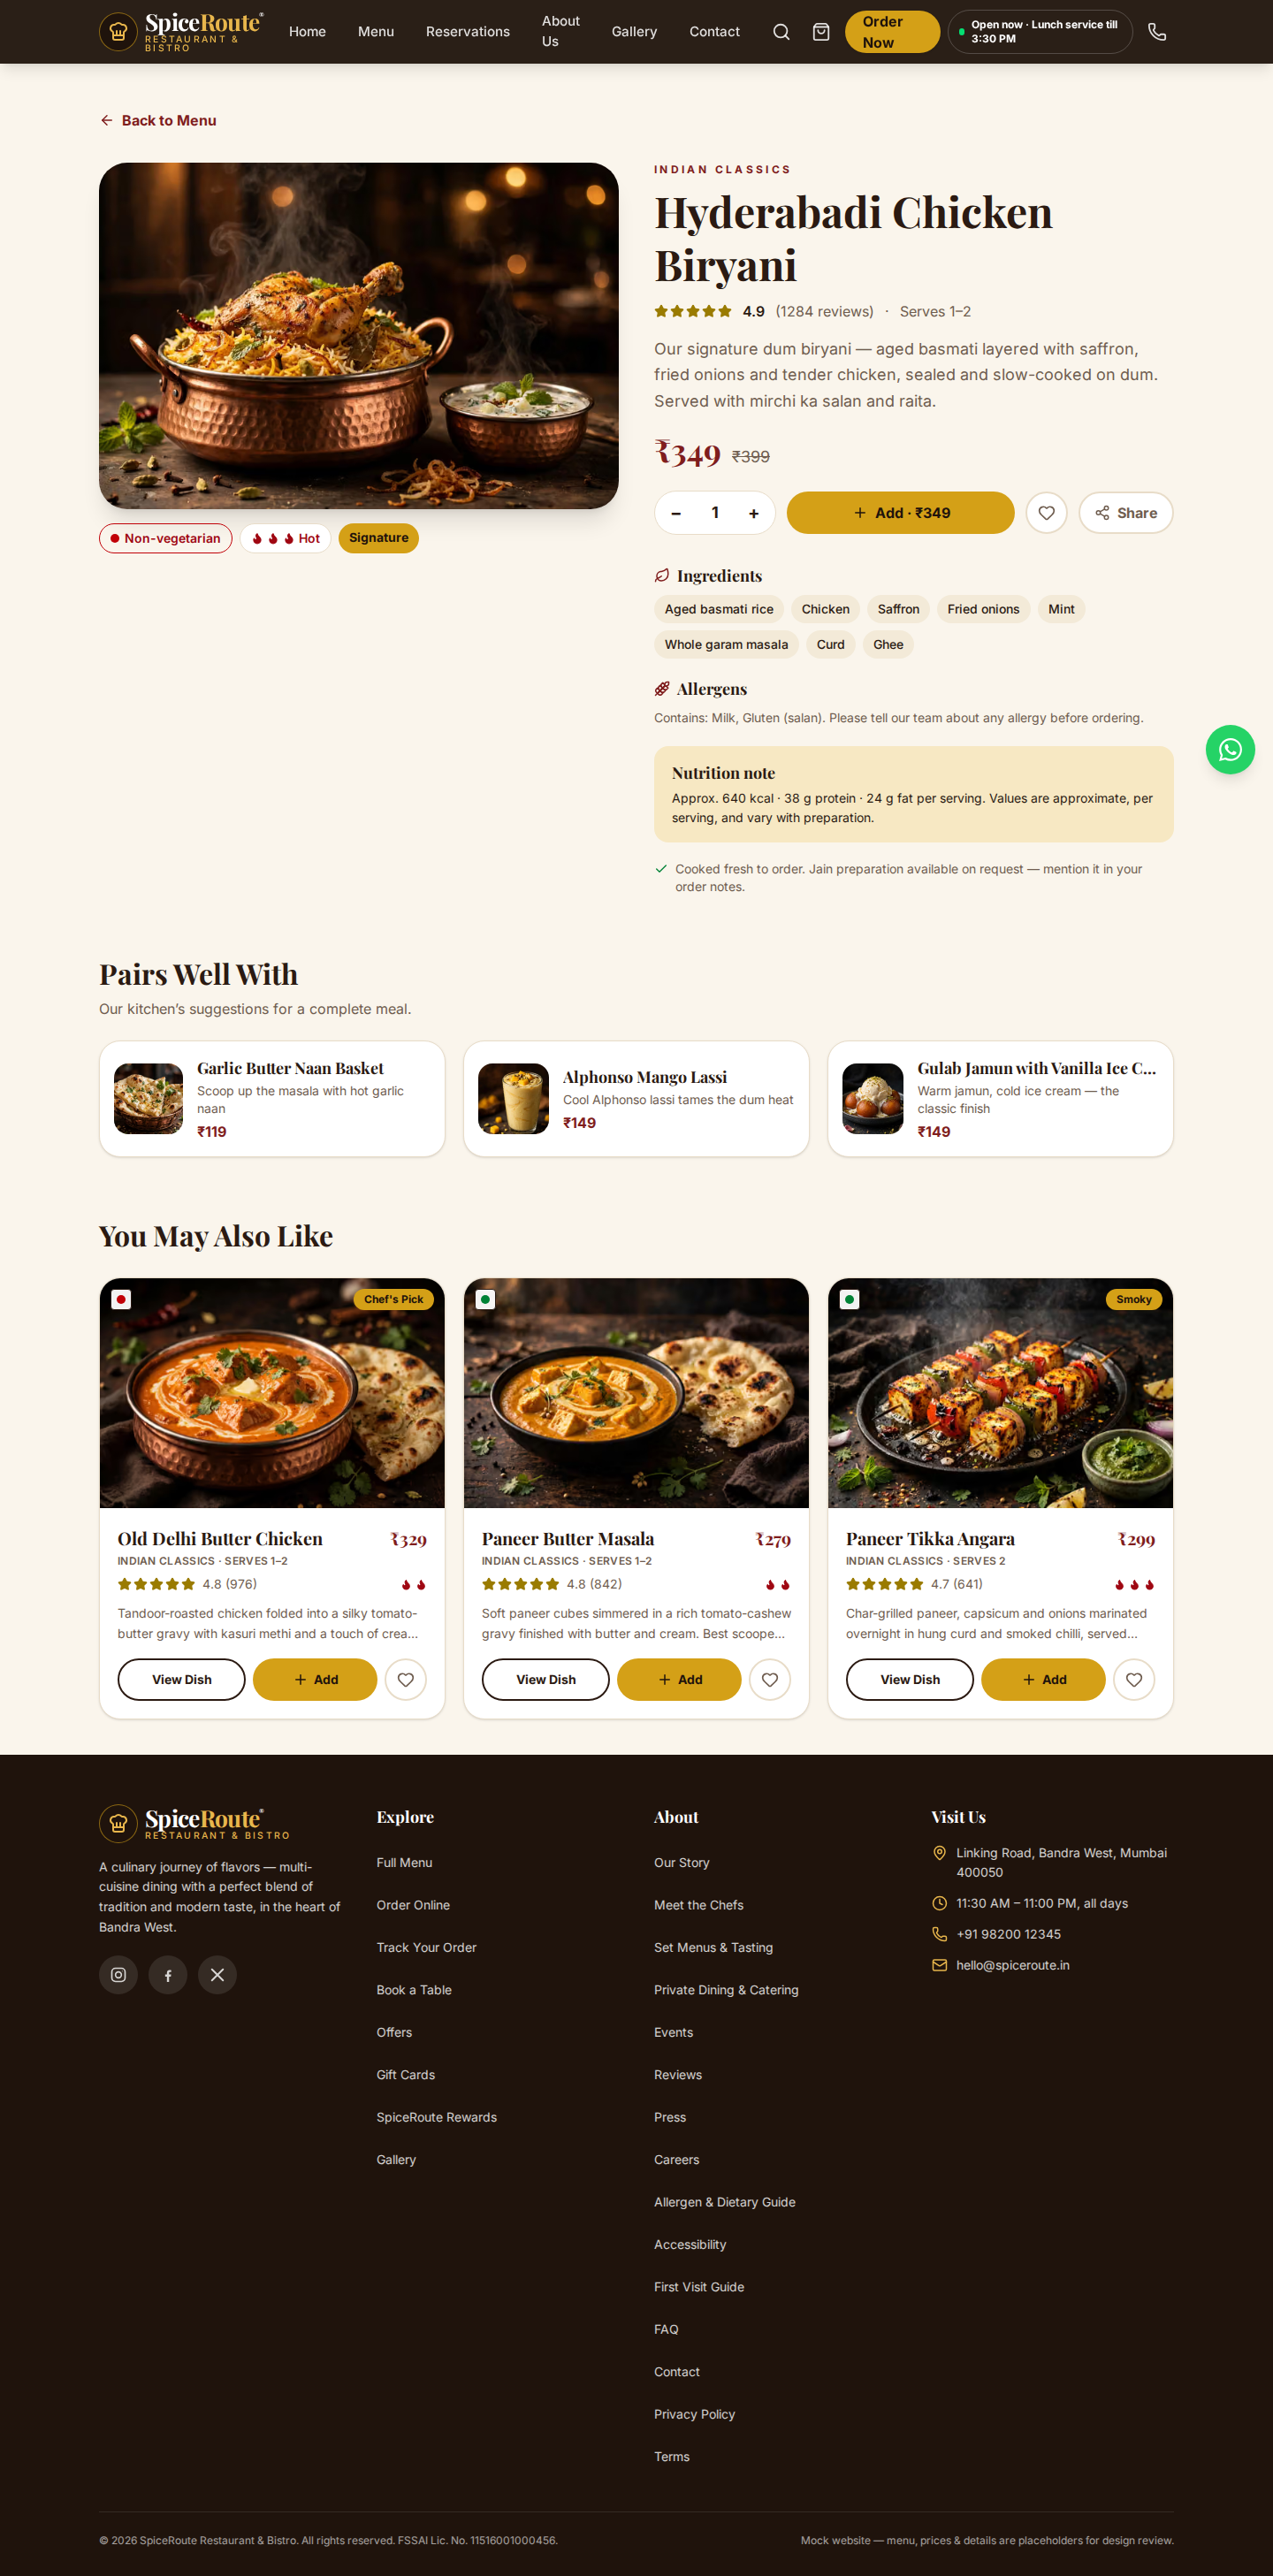 SpiceRoute
RESTAURANT &
BISTRO
Home
Menu
Reservations
About
Us
Gallery
Contact
Order
Now
Open now · Lunch service till
3:30 PM
Back to Menu
INDIAN CLASSICS
Hyderabadi Chicken
Biryani
4.9 (1284 reviews) · Serves 1–2
Our signature dum biryani — aged basmati layered with saffron,
fried onions and tender chicken, sealed and slow-cooked on dum.
Served with mirchi ka salan and raita.
₹349 ₹399
− 1 +
+ Add · ₹349
Share
Non-vegetarian
Hot
Signature
Ingredients
Aged basmati rice
Chicken
Saffron
Fried onions
Mint
Whole garam masala
Curd
Ghee
Allergens
Contains: Milk, Gluten (salan). Please tell our team about any allergy before ordering.
Nutrition note
Approx. 640 kcal · 38 g protein · 24 g fat per serving. Values are approximate, per
serving, and vary with preparation.
Cooked fresh to order. Jain preparation available on request — mention it in your
order notes.
Pairs Well With
Our kitchen’s suggestions for a complete meal.
Garlic Butter Naan Basket
Scoop up the masala with hot garlic
naan
₹119
Alphonso Mango Lassi
Cool Alphonso lassi tames the dum heat
₹149
Gulab Jamun with Vanilla Ice C...
Warm jamun, cold ice cream — the
classic finish
₹149
You May Also Like
Chef's Pick
Old Delhi Butter Chicken ₹329
INDIAN CLASSICS · SERVES 1–2
4.8 (976)
Tandoor-roasted chicken folded into a silky tomato-
butter gravy with kasuri methi and a touch of crea...
View Dish
+ Add
Paneer Butter Masala ₹279
INDIAN CLASSICS · SERVES 1–2
4.8 (842)
Soft paneer cubes simmered in a rich tomato-cashew
gravy finished with butter and cream. Best scoope...
View Dish
+ Add
Smoky
Paneer Tikka Angara ₹299
INDIAN CLASSICS · SERVES 2
4.7 (641)
Char-grilled paneer, capsicum and onions marinated
overnight in hung curd and smoked chilli, served...
View Dish
+ Add
SpiceRoute
RESTAURANT & BISTRO
A culinary journey of flavors — multi-
cuisine dining with a perfect blend of
tradition and modern taste, in the heart of
Bandra West.
Explore
Full Menu
Order Online
Track Your Order
Book a Table
Offers
Gift Cards
SpiceRoute Rewards
Gallery
About
Our Story
Meet the Chefs
Set Menus & Tasting
Private Dining & Catering
Events
Reviews
Press
Careers
Allergen & Dietary Guide
Accessibility
First Visit Guide
FAQ
Contact
Privacy Policy
Terms
Visit Us
Linking Road, Bandra West, Mumbai
400050
11:30 AM – 11:00 PM, all days
+91 98200 12345
hello@spiceroute.in
© 2026 SpiceRoute Restaurant & Bistro. All rights reserved. FSSAI Lic. No. 11516001000456.
Mock website — menu, prices & details are placeholders for design review.